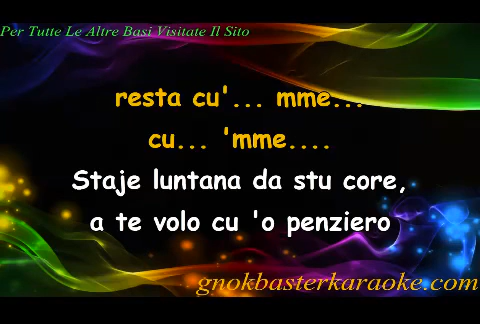 Per Tutte Le Altre Basi Visitate Il Sito
resta cu'... mme...
cu... 'mme....
Staje luntana da stu core,
a te volo cu 'o penziero
gnokbasterkaraoke.com